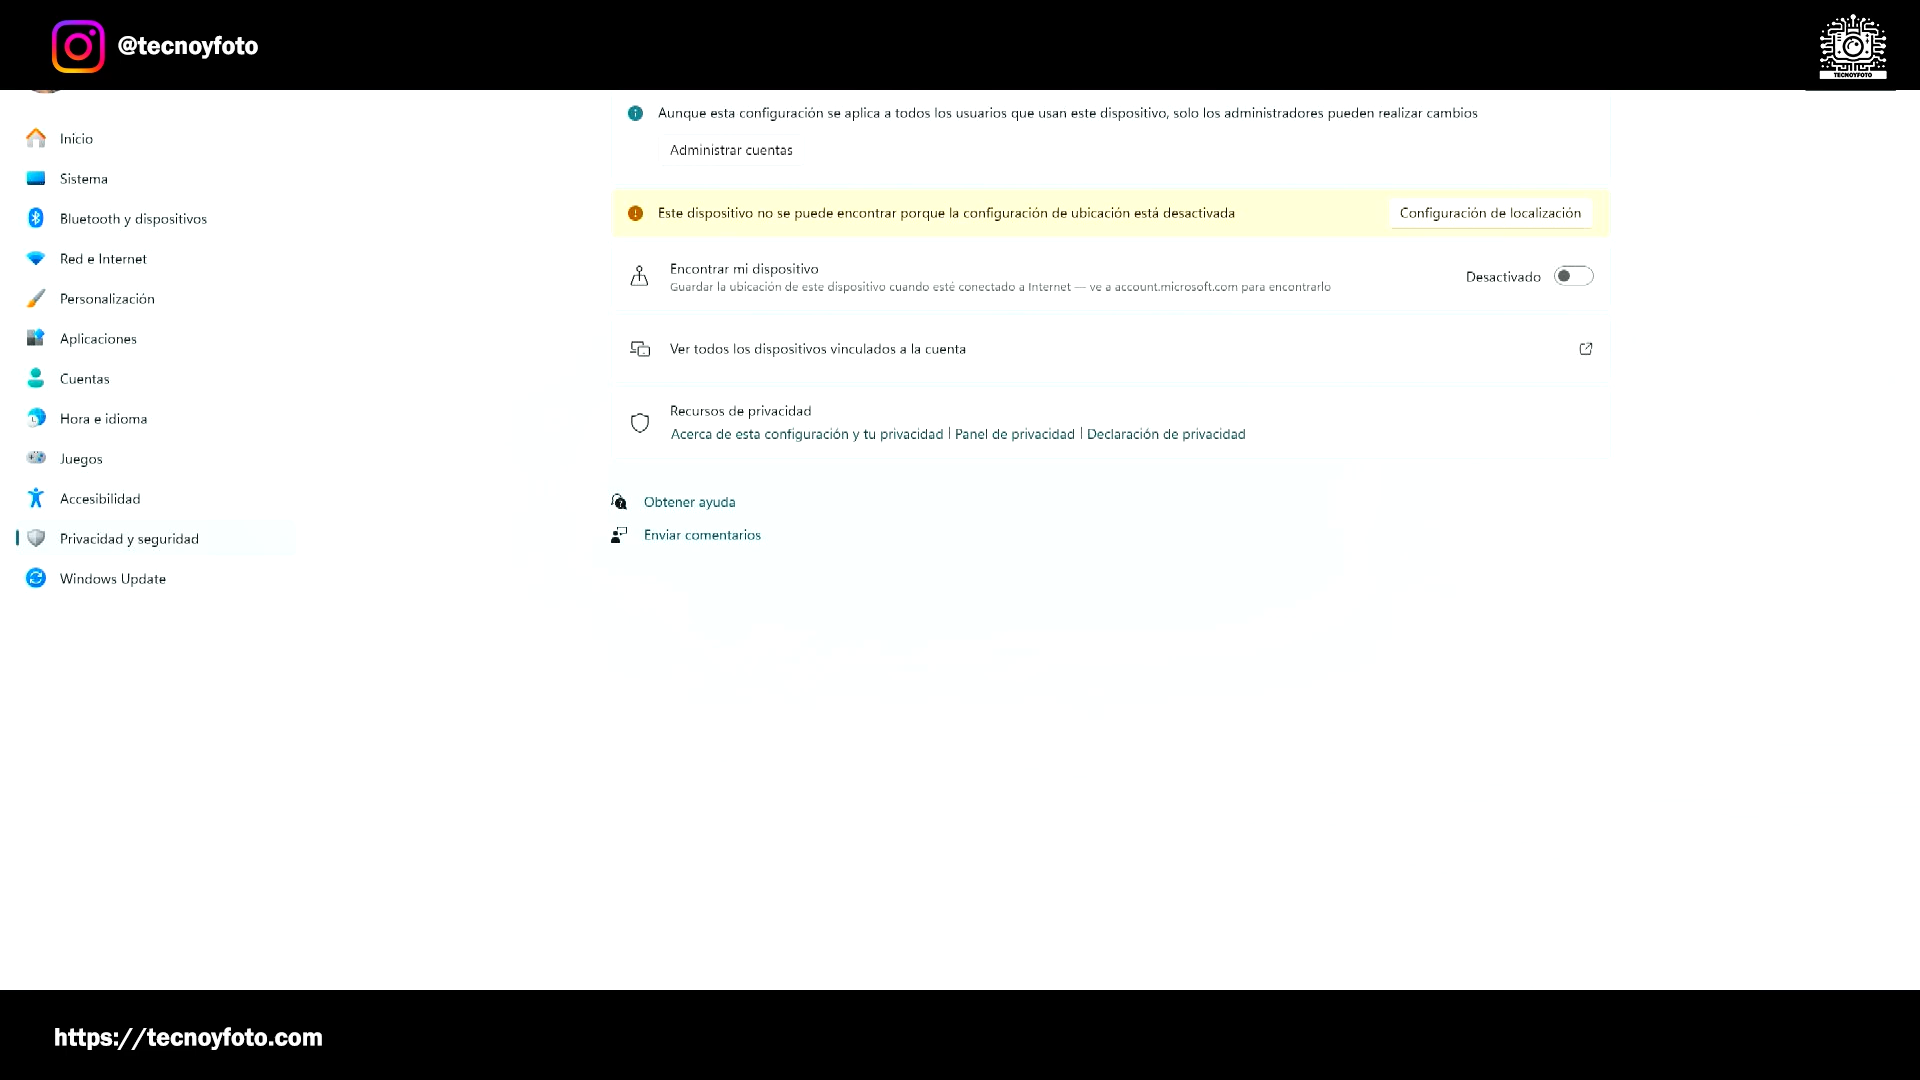 @tecnoyfoto
TECNOYFOTO
Inicio
Sistema
Bluetooth y dispositivos
Red e Internet
Personalización
Aplicaciones
Cuentas
Hora e idioma
Juegos
Accesibilidad
Privacidad y seguridad
Windows Update
Aunque esta configuración se aplica a todos los usuarios que usan este dispositivo, solo los administradores pueden realizar cambios
Administrar cuentas
Este dispositivo no se puede encontrar porque la configuración de ubicación está desactivada
Configuración de localización
Encontrar mi dispositivo
Guardar la ubicación de este dispositivo cuando esté conectado a Internet — ve a account.microsoft.com para encontrarlo
Desactivado
Ver todos los dispositivos vinculados a la cuenta
Recursos de privacidad
Acerca de esta configuración y tu privacidad | Panel de privacidad | Declaración de privacidad
Obtener ayuda
Enviar comentarios
https://tecnoyfoto.com